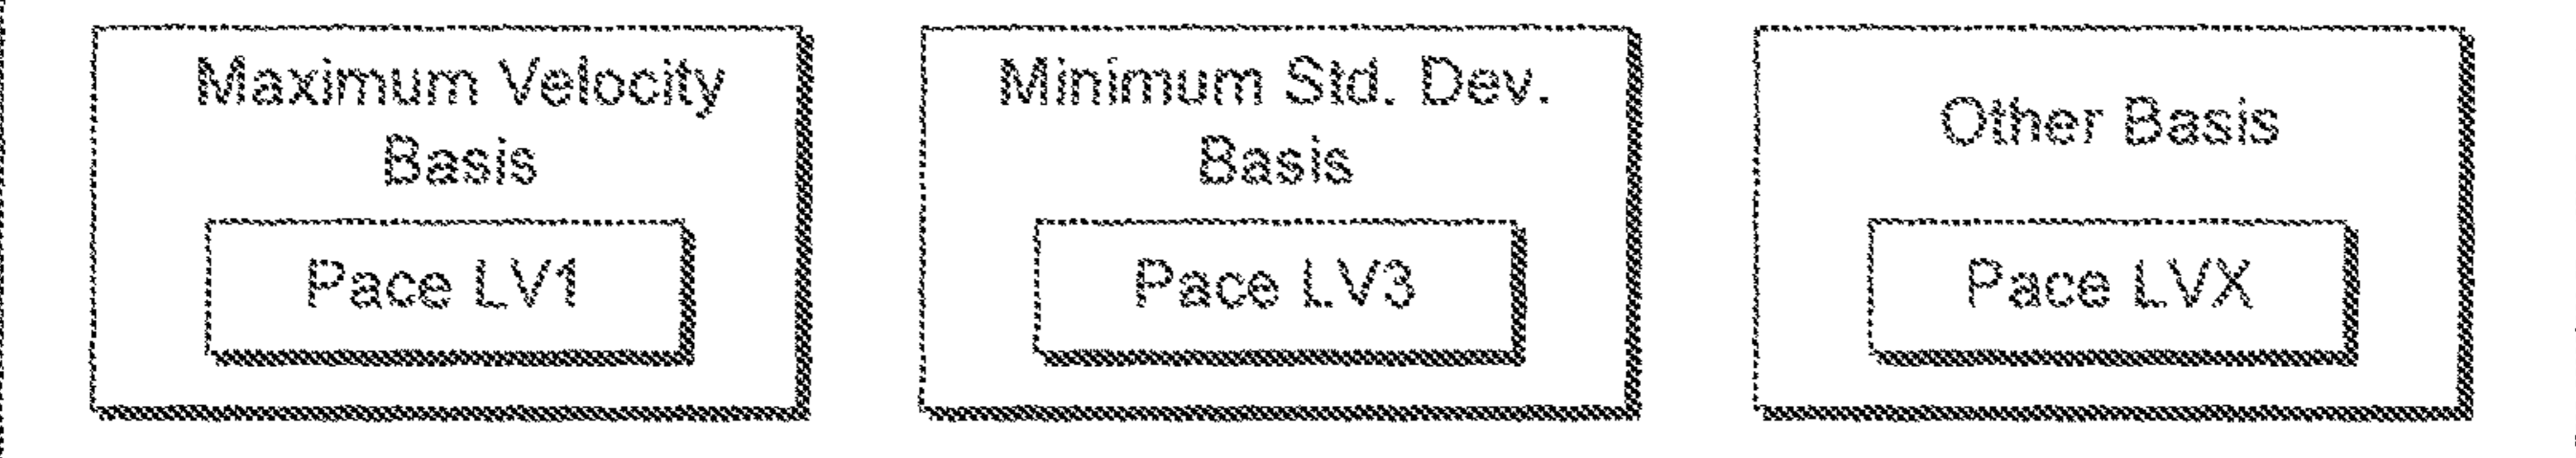 Maximum Velocity
Basis
Pace LV1
Minimum Std. Dev.
Basis
Pace LV3
Other Basis
Pace LVX